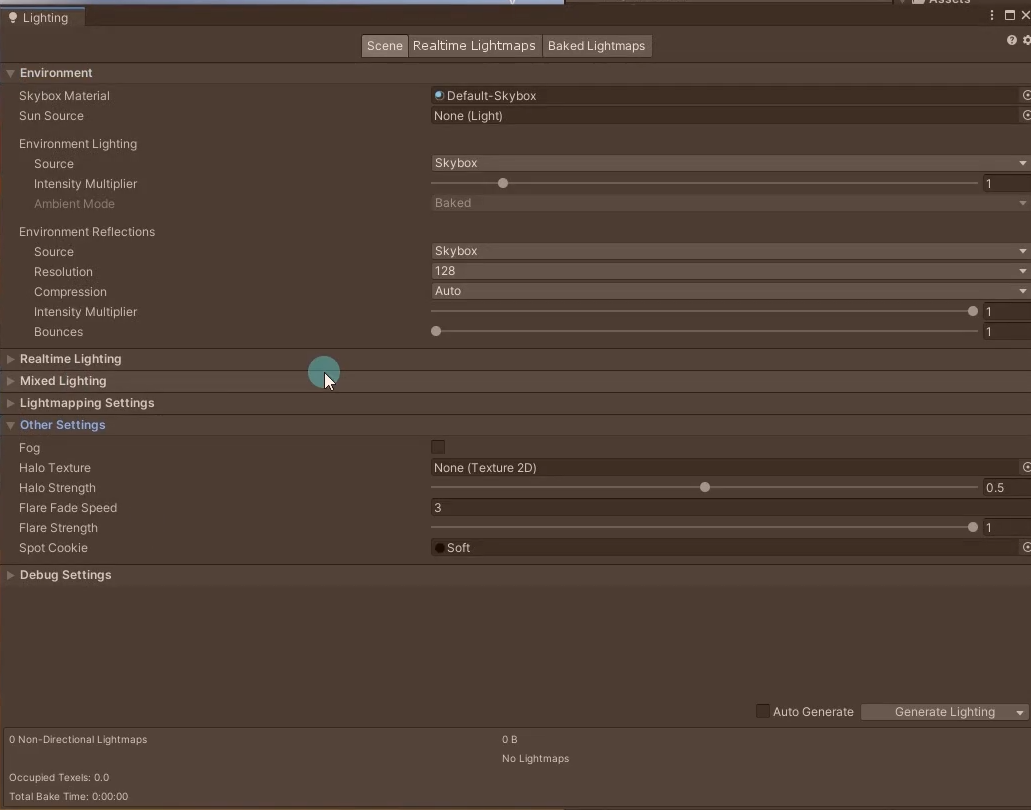 Assets
Lighting
Scene Realtime Lightmaps Baked Lightmaps
Environment
Skybox Material Default-Skybox
Sun Source None (Light)
Environment Lighting
Source Skybox
Intensity Multiplier 1
Ambient Mode Baked
Environment Reflections
Source Skybox
Resolution 128
Compression Auto
Intensity Multiplier 1
Bounces 1
Realtime Lighting
Mixed Lighting
Lightmapping Settings
Other Settings
Fog
Halo Texture None (Texture 2D)
Halo Strength 0.5
Flare Fade Speed 3
Flare Strength 1
Spot Cookie Soft
Debug Settings
Auto Generate Generate Lighting
0 Non-Directional Lightmaps 0 B
No Lightmaps
Occupied Texels: 0.0
Total Bake Time: 0:00:00